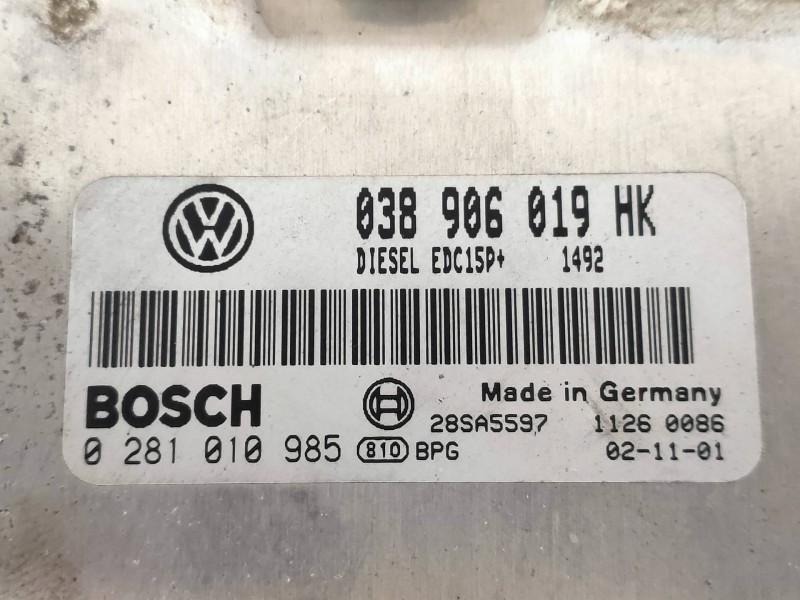 038 906 019 HK
DIESEL EDC15P+ 1492
BOSCH
Made in Germany
28SA5597 1126 0086
0 281 010 985 810 BPG 02-11-01